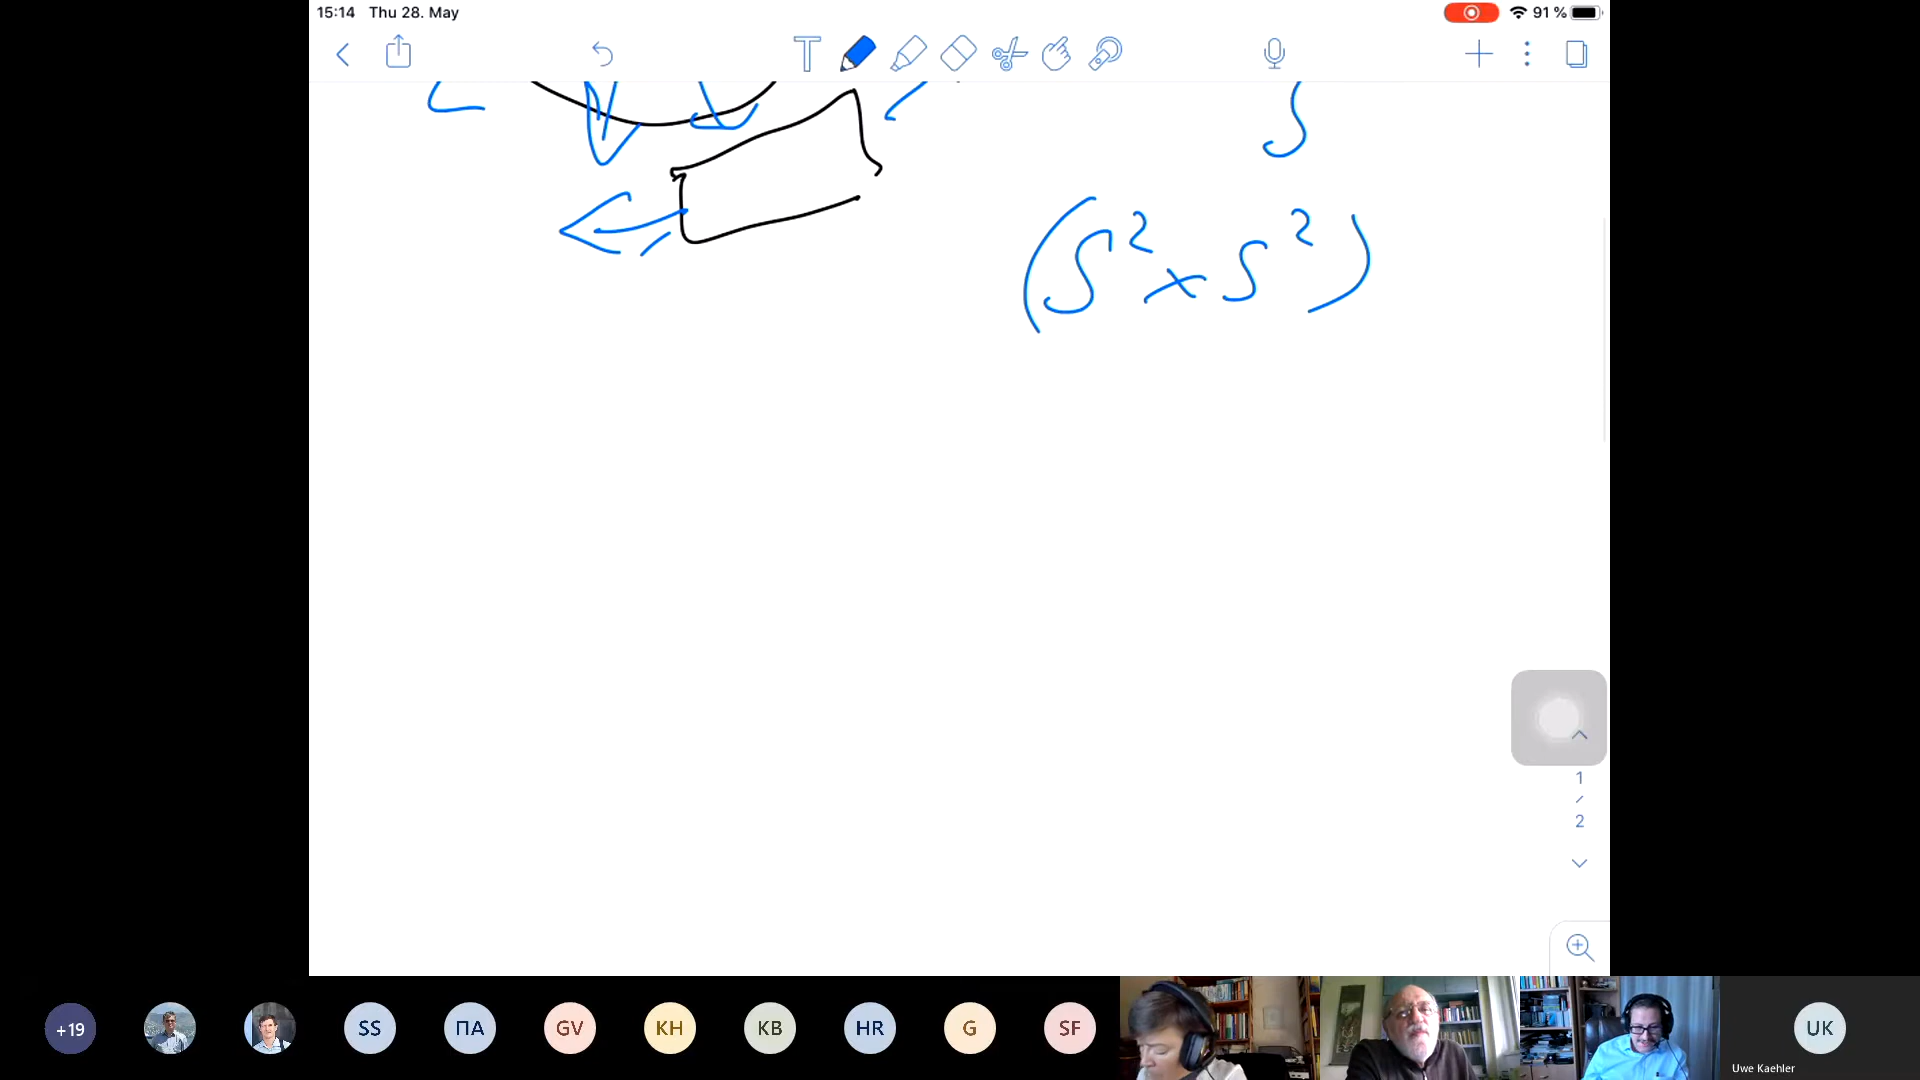 15:14 Thu 28. May
91 %
T
S
(S² × S²)
1
/
2
+19
SS
ПА
GV
KH
KB
HR
G
SF
UK
Uwe Kaehler